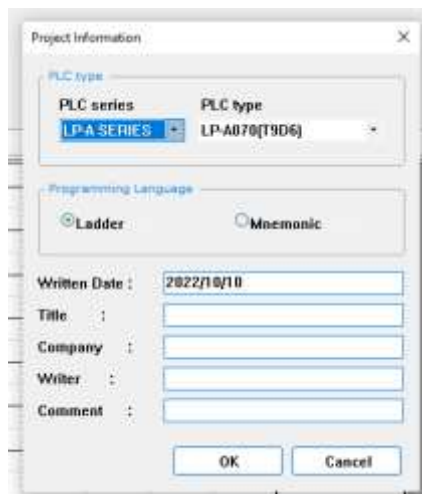 Project Information
PLC type
PLC series PLC type
LP-A SERIES LP-A070(T9D6)
Programming Language
Ladder Mnemonic
Written Date : 2022/10/10
Title :
Company :
Writer :
Comment :
OK Cancel